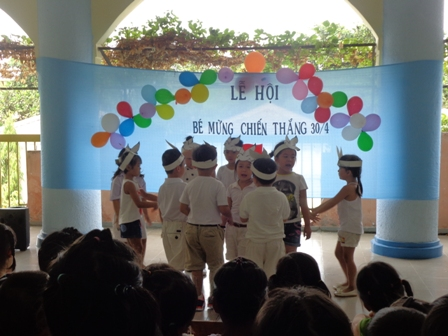 LỄ HỘI
BÉ MỪNG CHIẾN THẮNG 30/4